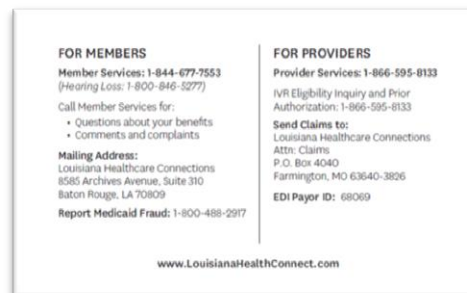 FOR MEMBERS
Member Services: 1-844-677-7553
(Hearing Loss: 1-800-846-5277)
Call Member Services for:
• Questions about your benefits
• Comments and complaints
Mailing Address:
Louisiana Healthcare Connections
8585 Archives Avenue, Suite 310
Baton Rouge, LA 70809
Report Medicaid Fraud: 1-800-488-2917
FOR PROVIDERS
Provider Services: 1-866-595-8133
IVR Eligibility Inquiry and Prior
Authorization: 1-866-595-8133
Send Claims to:
Louisiana Healthcare Connections
Attn: Claims
P.O. Box 4040
Farmington, MO 63640-3826
EDI Payor ID: 68069
www.LouisianaHealthConnect.com